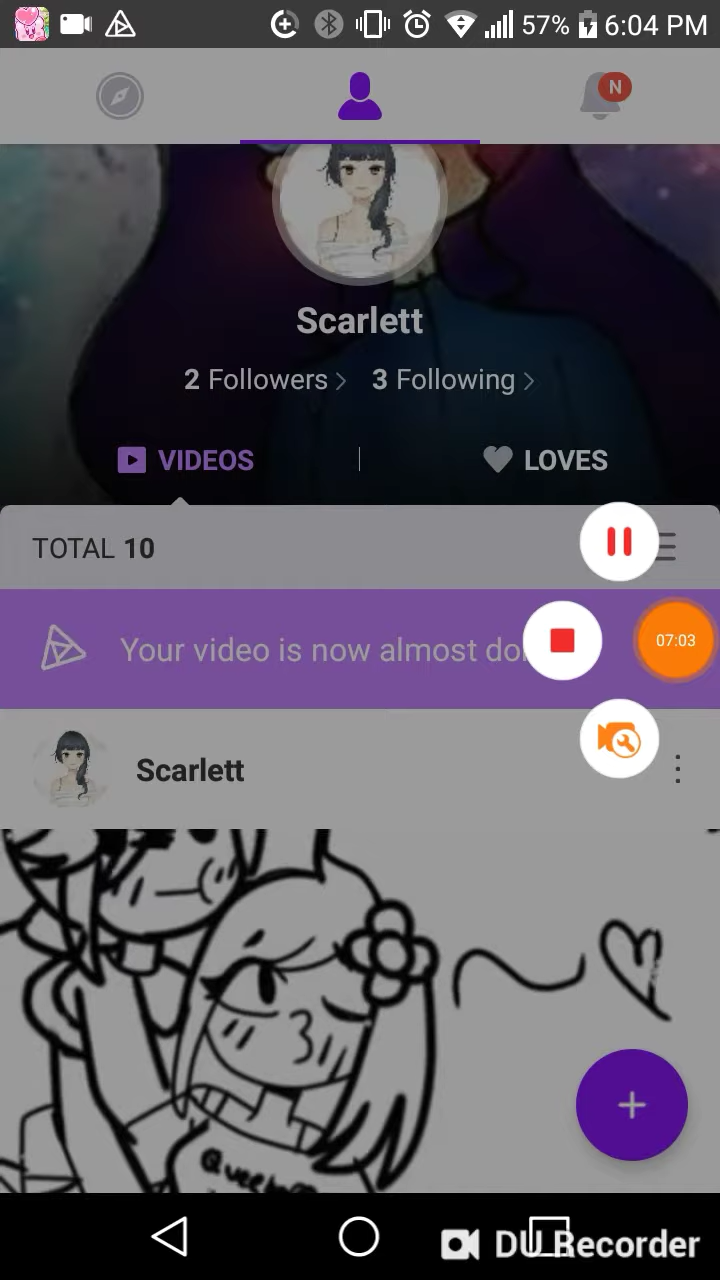 57% 6:04 PM
N
Scarlett
2 Followers 3 Following
VIDEOS LOVES
TOTAL 10
Your video is now almost
07:03
Scarlett
DU Recorder